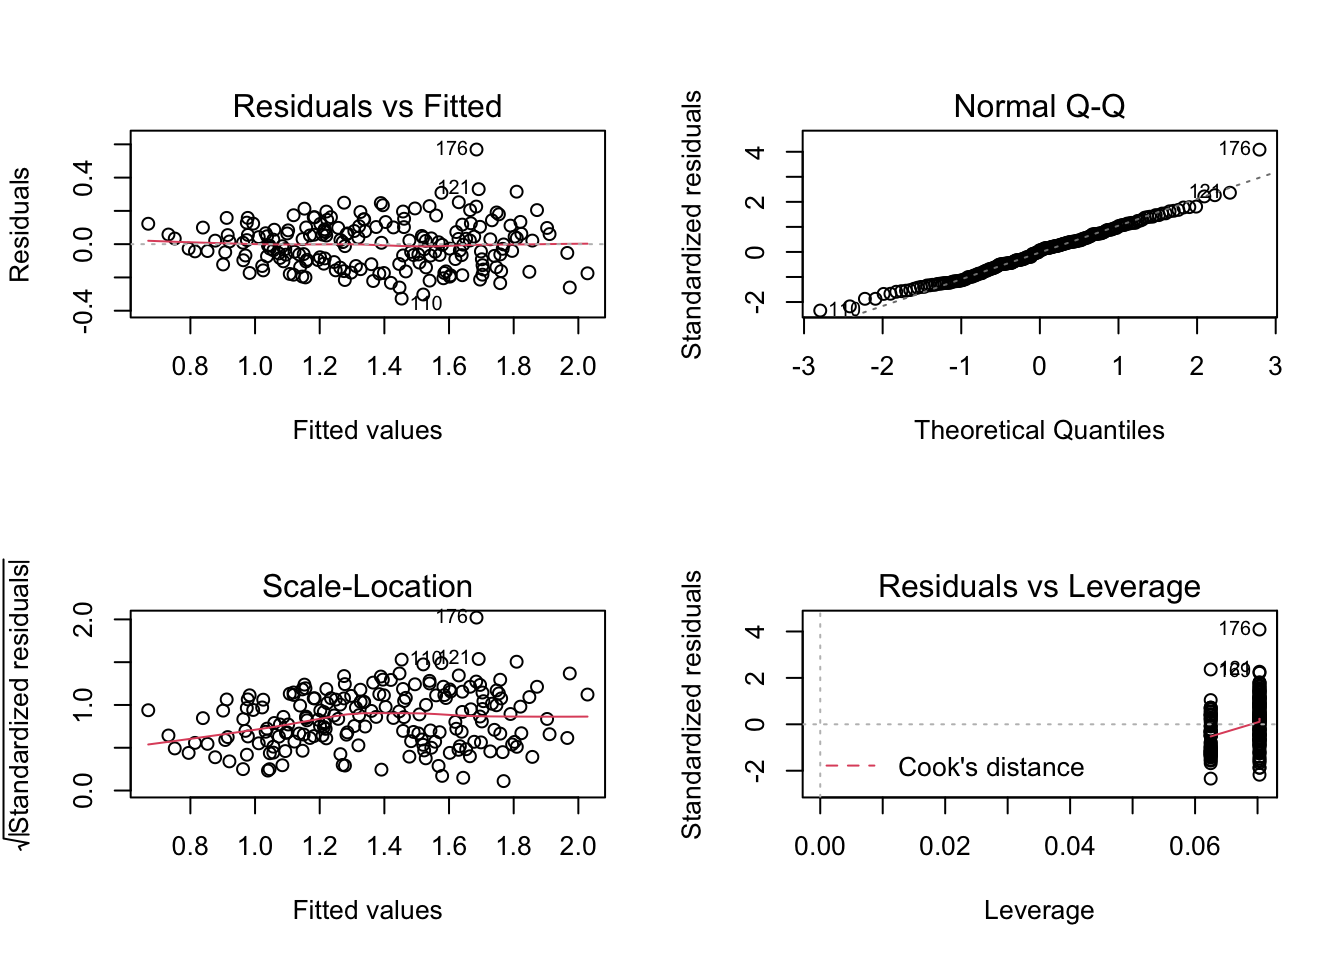 Residuals vs Fitted
Residuals
0.4
0.0
-0.4
176
121
110
0.8 1.0 1.2 1.4 1.6 1.8 2.0
Fitted values
Normal Q-Q
Standardized residuals
4
2
0
-2
176
121
110
-3 -2 -1 0 1 2 3
Theoretical Quantiles
Scale-Location
√|Standardized residuals|
2.0
1.0
0.0
176
110 121
0.8 1.0 1.2 1.4 1.6 1.8 2.0
Fitted values
Residuals vs Leverage
Standardized residuals
4
2
0
-2
176
Cook's distance
0.00 0.02 0.04 0.06
Leverage